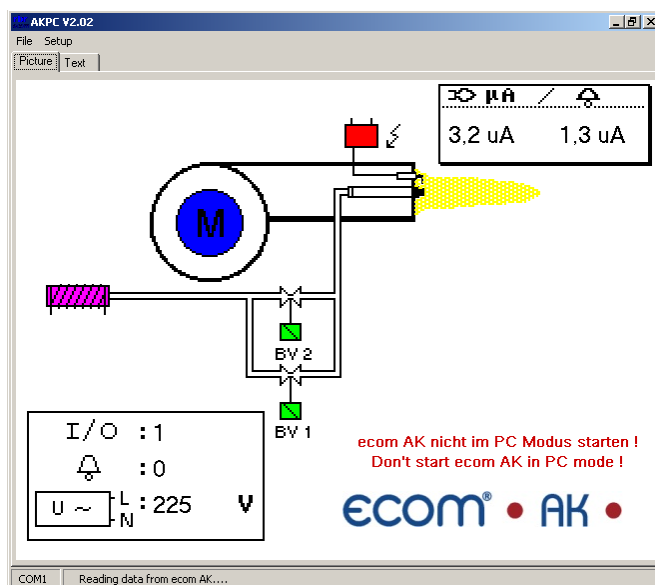 AKPC V2.02
File Setup
Picture Text
µA /
3,2 uA 1,3 uA
M
BV 2
BV 1
I/O :1
:0
U ~ L :225 V
N
ecom AK nicht im PC Modus starten !
Don't start ecom AK in PC mode !
ecom® • AK •
COM1 Reading data from ecom AK....